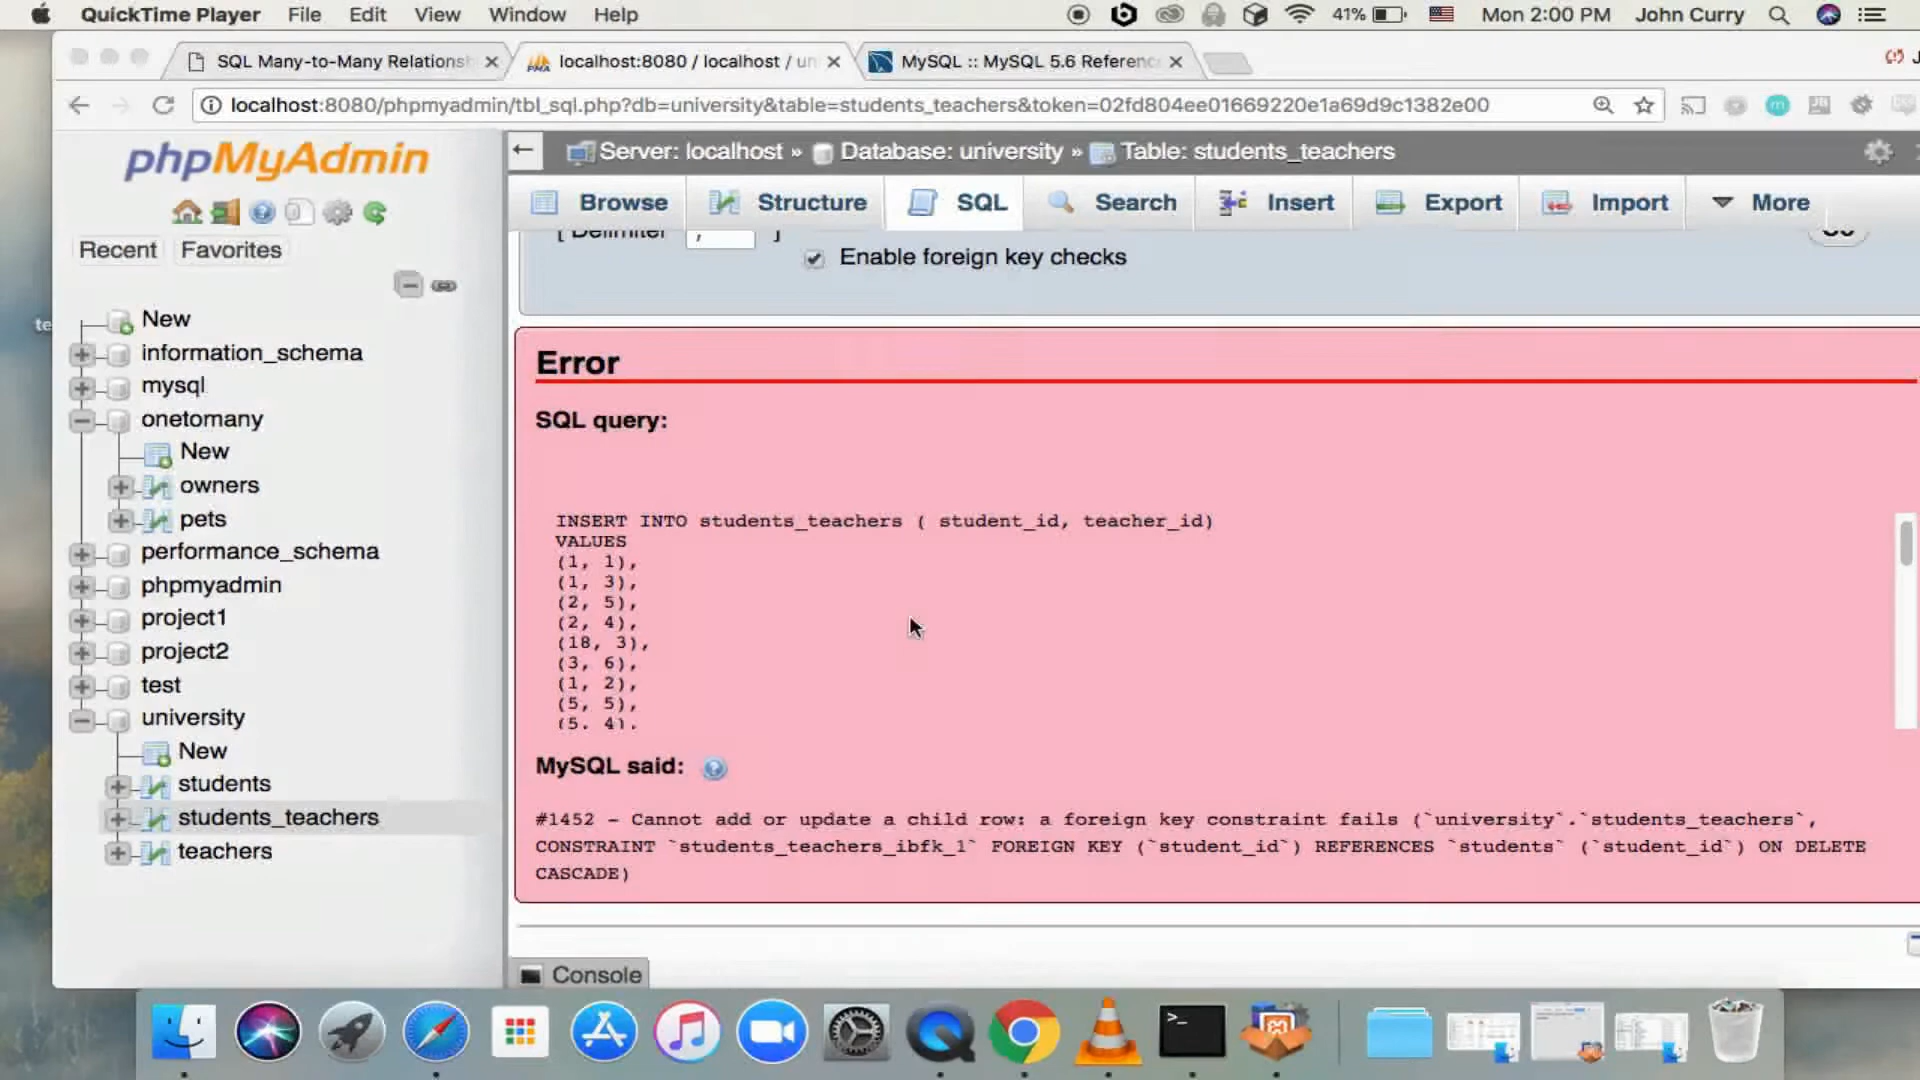 QuickTime Player File Edit View Window Help 41% Mon 2:00 PM John Curry
SQL Many-to-Many Relations localhost:8080 / localhost / un MySQL :: MySQL 5.6 Referenc
localhost:8080/phpmyadmin/tbl_sql.php?db=university&table=students_teachers&token=02fd804ee01669220e1a69d9c1382e00
phpMyAdmin
Recent Favorites
New
information_schema
mysql
onetomany
New
owners
pets
performance_schema
phpmyadmin
project1
project2
test
university
New
students
students_teachers
teachers
Server: localhost » Database: university » Table: students_teachers
Browse Structure SQL Search Insert Export Import More
[ Delimiter ; ]
Enable foreign key checks
Error
SQL query:
INSERT INTO students_teachers ( student_id, teacher_id)
VALUES
(1, 1),
(1, 3),
(2, 5),
(2, 4),
(18, 3),
(3, 6),
(1, 2),
(5, 5),
(5, 4),
MySQL said:
#1452 - Cannot add or update a child row: a foreign key constraint fails (`university`.`students_teachers`,
CONSTRAINT `students_teachers_ibfk_1` FOREIGN KEY (`student_id`) REFERENCES `students` (`student_id`) ON DELETE
CASCADE)
Console